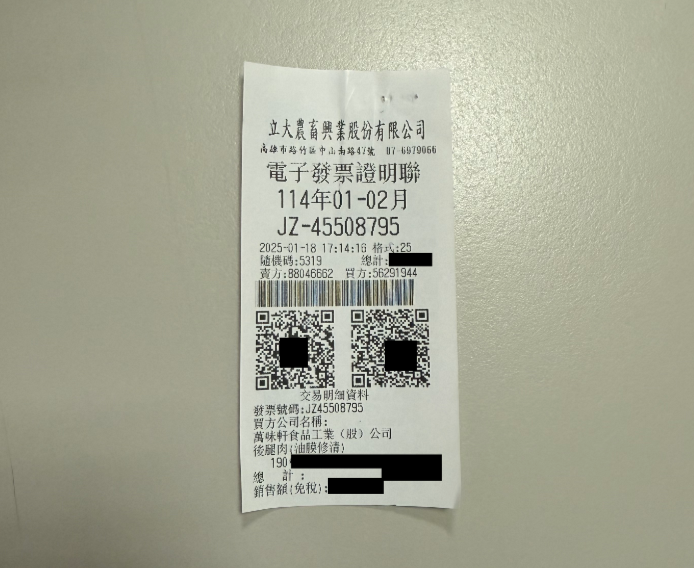 立大農畜興業股份有限公司
高雄市路竹區中山南路47號 07-6979066
電子發票證明聯
114年01-02月
JZ-45508795
2025-01-18 17:14:16 格式:25
隨機碼:5319 總計:
賣方:88046662 買方:56291944
交易明細資料
發票號碼:JZ45508795
買方公司名稱:
萬味軒食品工業（股）公司
後腿肉(油膜修清)
190
總 計 :
銷售額(免稅):